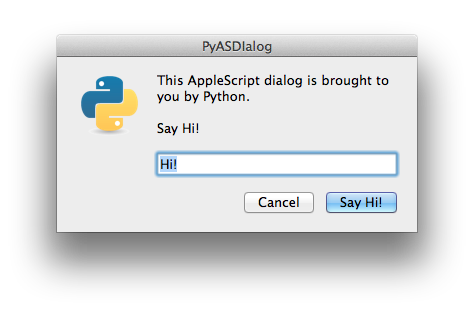 PyASDIalog
This AppleScript dialog is brought to
you by Python.
Say Hi!
Hi!
Cancel
Say Hi!